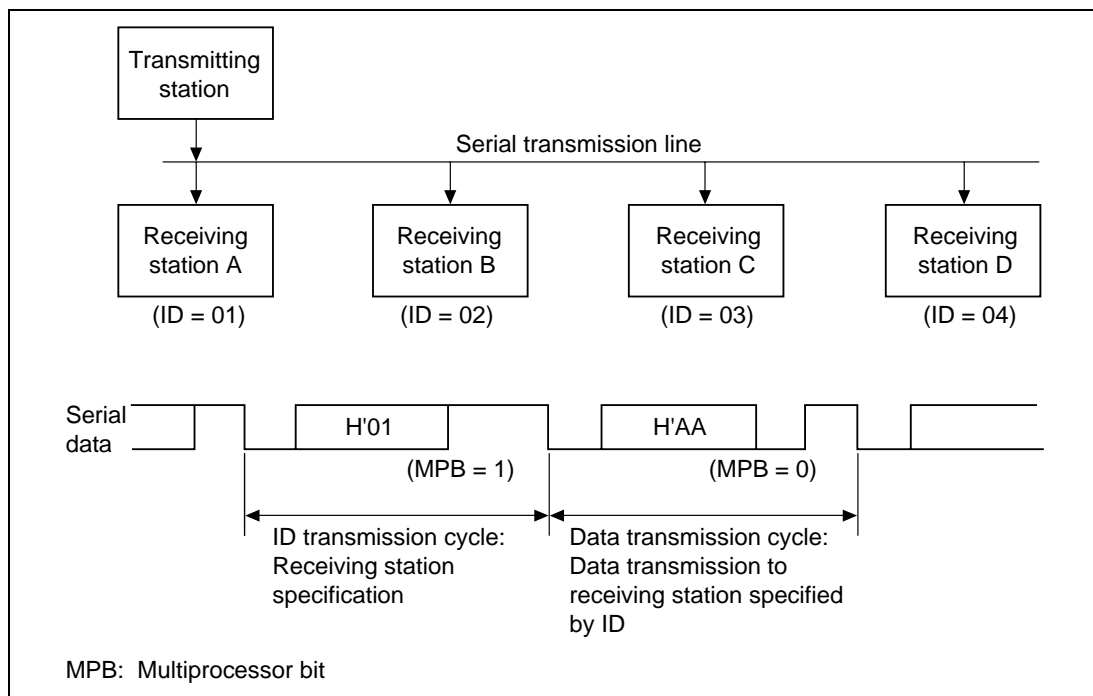 Transmitting
station
Serial transmission line
Receiving
station A
(ID = 01)
Receiving
station B
(ID = 02)
Receiving
station C
(ID = 03)
Receiving
station D
(ID = 04)
Serial
data
H'01
H'AA
(MPB = 1)
(MPB = 0)
ID transmission cycle:
Receiving station
specification
Data transmission cycle:
Data transmission to
receiving station specified
by ID
MPB: Multiprocessor bit